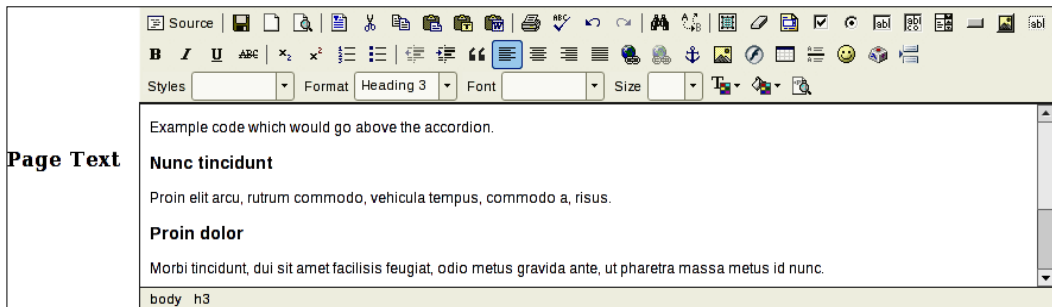 Source
B I U ABC x₂ x²
Styles Format Heading 3 Font Size
Page Text
Example code which would go above the accordion.
Nunc tincidunt
Proin elit arcu, rutrum commodo, vehicula tempus, commodo a, risus.
Proin dolor
Morbi tincidunt, dui sit amet facilisis feugiat, odio metus gravida ante, ut pharetra massa metus id nunc.
body h3